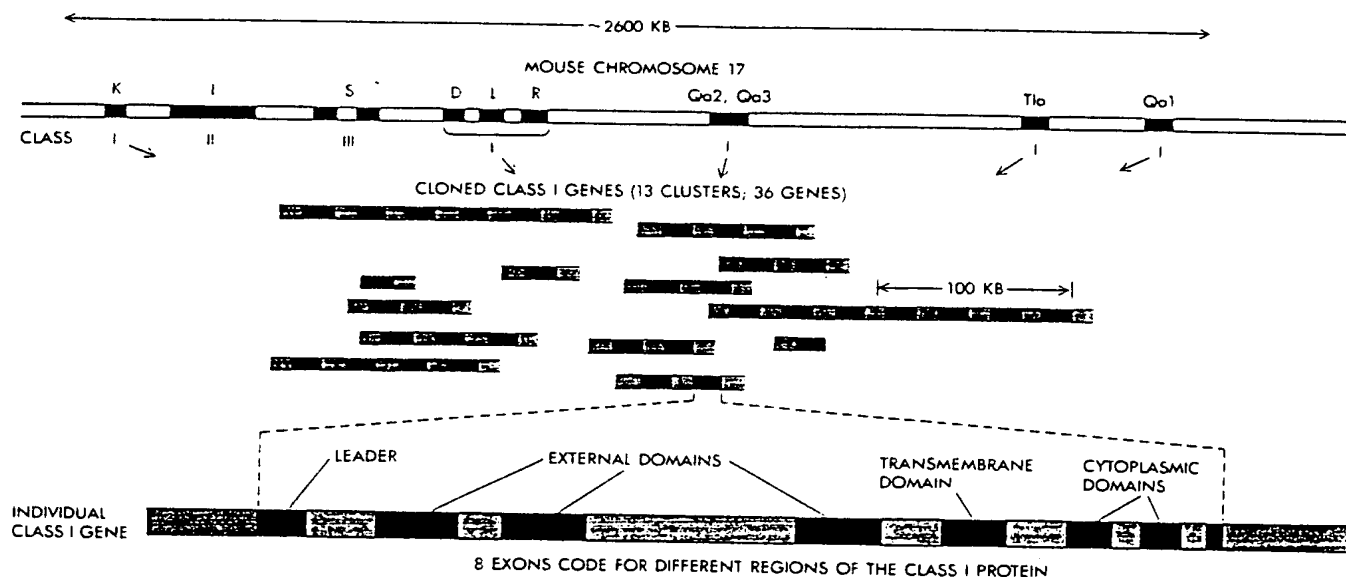 ~2600 KB
MOUSE CHROMOSOME 17
K I S D L R Qa2, Qa3 Tla Qa1
CLASS I II III I I I I
CLONED CLASS I GENES (13 CLUSTERS; 36 GENES)
100 KB
LEADER EXTERNAL DOMAINS TRANSMEMBRANE DOMAIN CYTOPLASMIC DOMAINS
INDIVIDUAL
CLASS I GENE
8 EXONS CODE FOR DIFFERENT REGIONS OF THE CLASS I PROTEIN